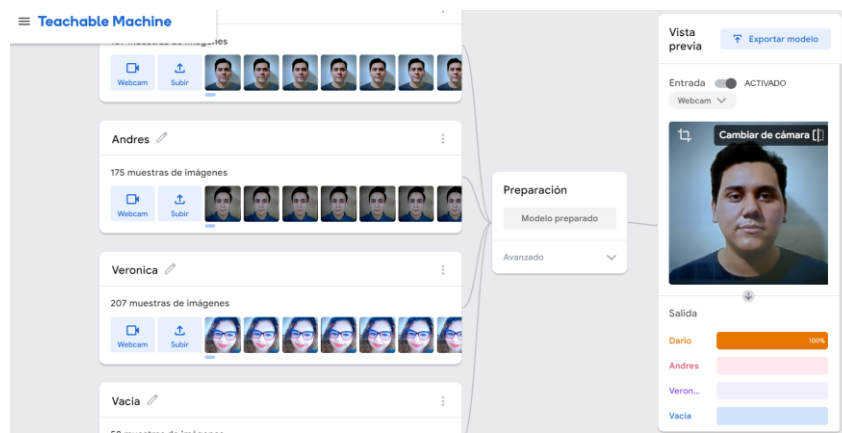 Teachable Machine
Webcam
Subir
Andres
175 muestras de imágenes
Webcam
Subir
Veronica
207 muestras de imágenes
Webcam
Subir
Vacia
Preparación
Modelo preparado
Avanzado
Vista previa
Exportar modelo
Entrada
ACTIVADO
Webcam
Cambiar de cámara
Salida
Dario
100%
Andres
Veron...
Vacia